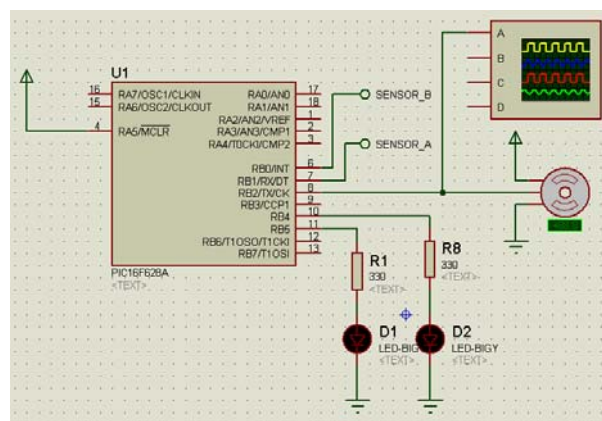 U1
16 RA7/OSC1/CLKIN
15 RA6/OSC2/CLKOUT
4 RA5/MCLR
RA0/AN0 17
RA1/AN1 18
RA2/AN2/VREF 1
RA3/AN3/CMP1 2
RA4/T0CKI/CMP2 3
RB0/INT 6
RB1/RX/DT 7
RB2/TX/CK 8
RB3/CCP1 9
RB4 10
RB5 11
RB6/T1OSO/T1CKI 12
RB7/T1OSI 13
PIC16F628A
<TEXT>
SENSOR_B
SENSOR_A
A
B
C
D
R1
330
<TEXT>
R8
330
<TEXT>
D1
LED-BIG
<TEXT>
D2
LED-BIGY
<TEXT>